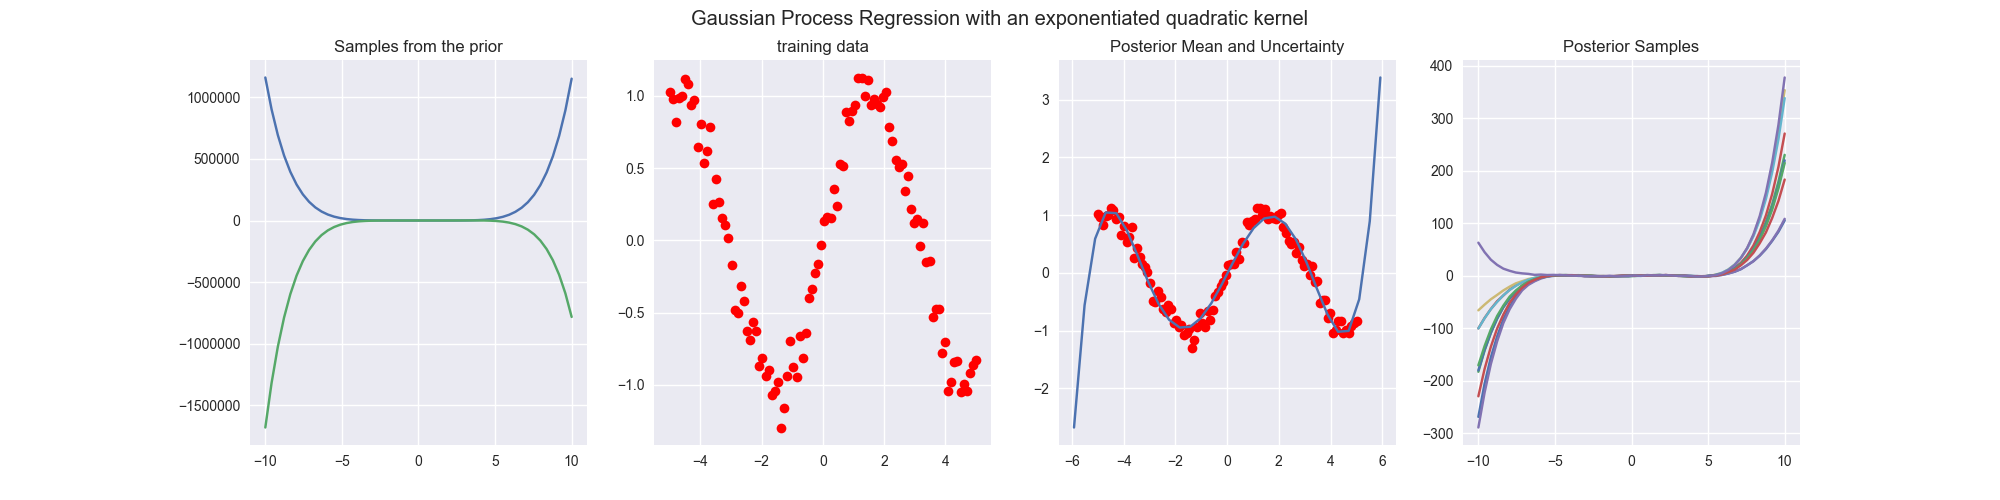 Gaussian Process Regression with an exponentiated quadratic kernel
Samples from the prior
1000000
500000
0
−500000
−1000000
−1500000
−10 −5 0 5 10
training data
1.0
0.5
0.0
−0.5
−1.0
−4 −2 0 2 4
Posterior Mean and Uncertainty
3
2
1
0
−1
−2
−6 −4 −2 0 2 4 6
Posterior Samples
400
300
200
100
0
−100
−200
−300
−10 −5 0 5 10